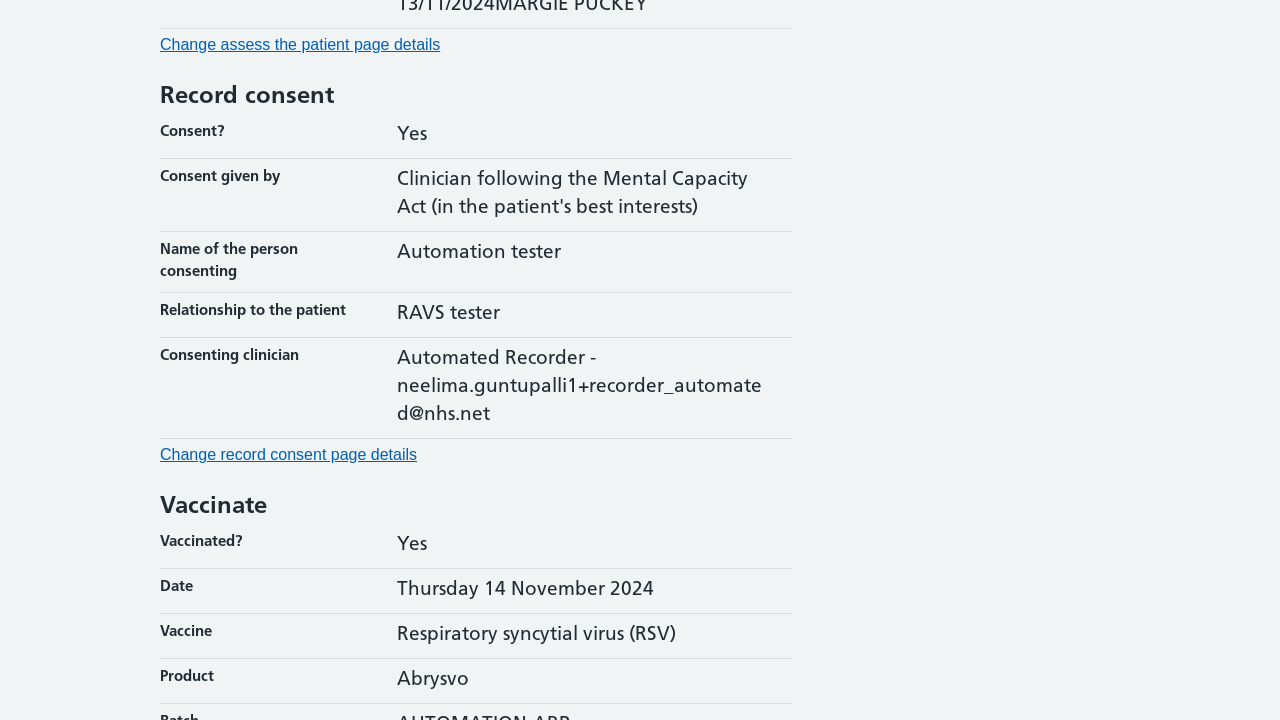 13/11/2024MARGIE PUCKEY
Change assess the patient page details
Record consent
Consent? Yes
Consent given by Clinician following the Mental Capacity
Act (in the patient's best interests)
Name of the person Automation tester
consenting
Relationship to the patient RAVS tester
Consenting clinician Automated Recorder -
neelima.guntupalli1+recorder_automate
d@nhs.net
Change record consent page details
Vaccinate
Vaccinated? Yes
Date Thursday 14 November 2024
Vaccine Respiratory syncytial virus (RSV)
Product Abrysvo
Batch